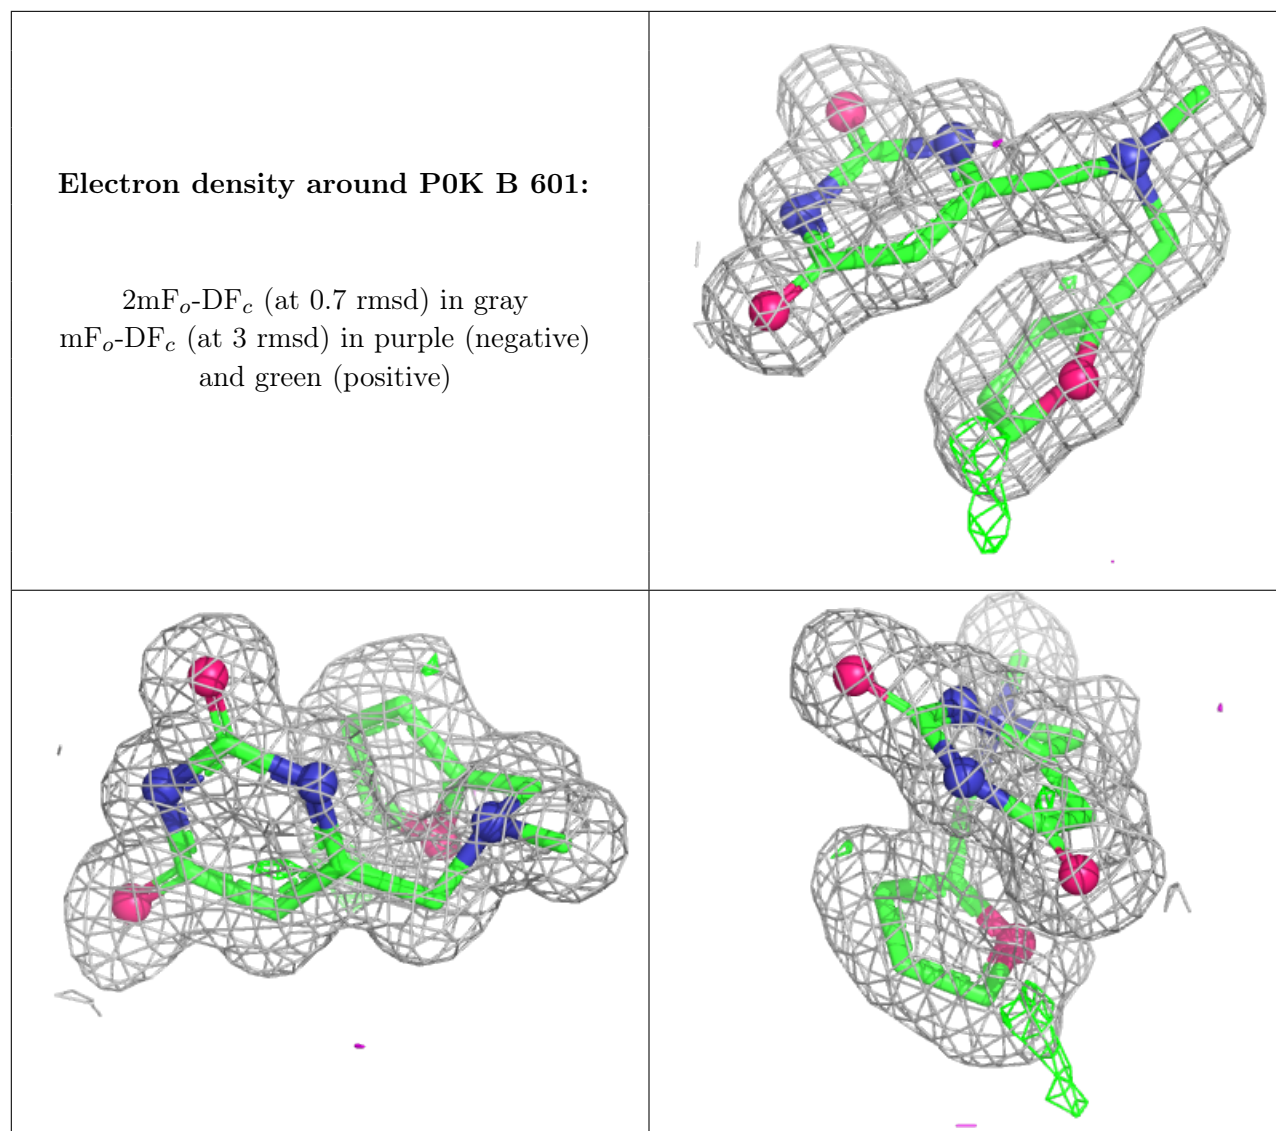 Electron density around P0K B 601:
2mFo-DFc (at 0.7 rmsd) in gray
mFo-DFc (at 3 rmsd) in purple (negative)
and green (positive)